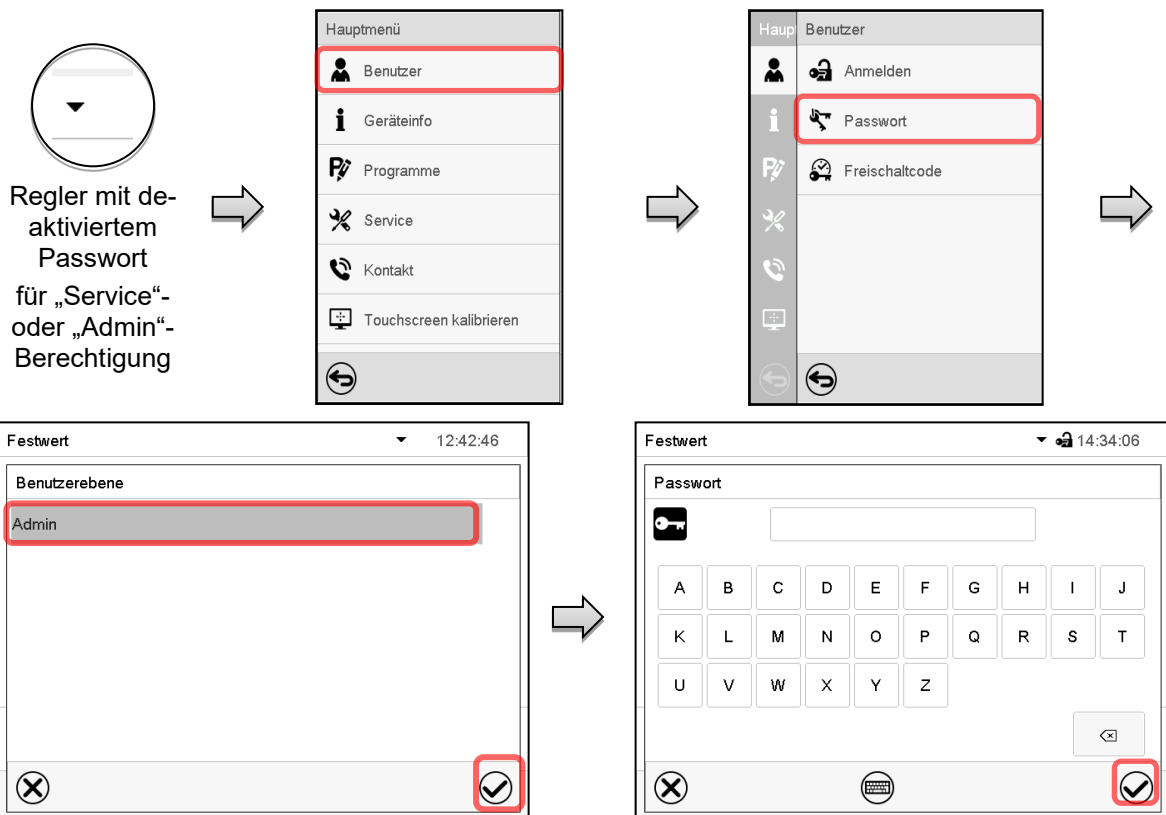 Regler mit de-
aktiviertem
Passwort
für „Service“-
oder „Admin“-
Berechtigung
Hauptmenü
Benutzer
Geräteinfo
Programme
Service
Kontakt
Touchscreen kalibrieren
Haup
Benutzer
Anmelden
Passwort
Freischaltcode
Festwert 12:42:46
Benutzerebene
Admin
Festwert 14:34:06
Passwort
A B C D E F G H I J
K L M N O P Q R S T
U V W X Y Z